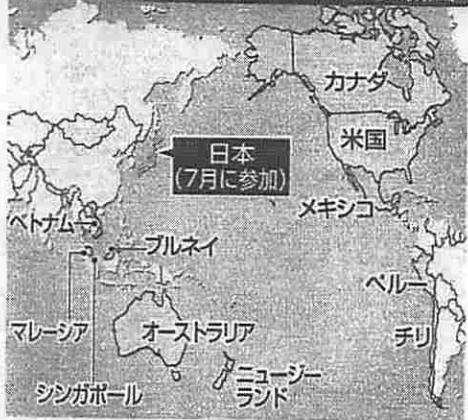 カナダ
米国
日本
(7月に参加)
メキシコ
ベトナム
ブルネイ
ペルー
マレーシア
オーストラリア
チリ
シンガポール
ニュージー
ランド